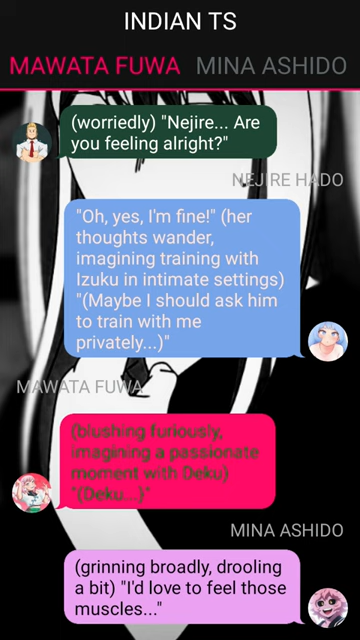 INDIAN TS
MAWATA FUWA MINA ASHIDO
(worriedly) "Nejire... Are
you feeling alright?"
NEJIRE HADO
"Oh, yes, I'm fine!" (her
thoughts wander,
imagining training with
Izuku in intimate settings)
"(Maybe I should ask him
to train with me
privately...)"
MAWATA FUWA
(blushing furiously,
imagining a passionate
moment with Deku)
"(Deku...)"
MINA ASHIDO
(grinning broadly, drooling
a bit) "I'd love to feel those
muscles..."